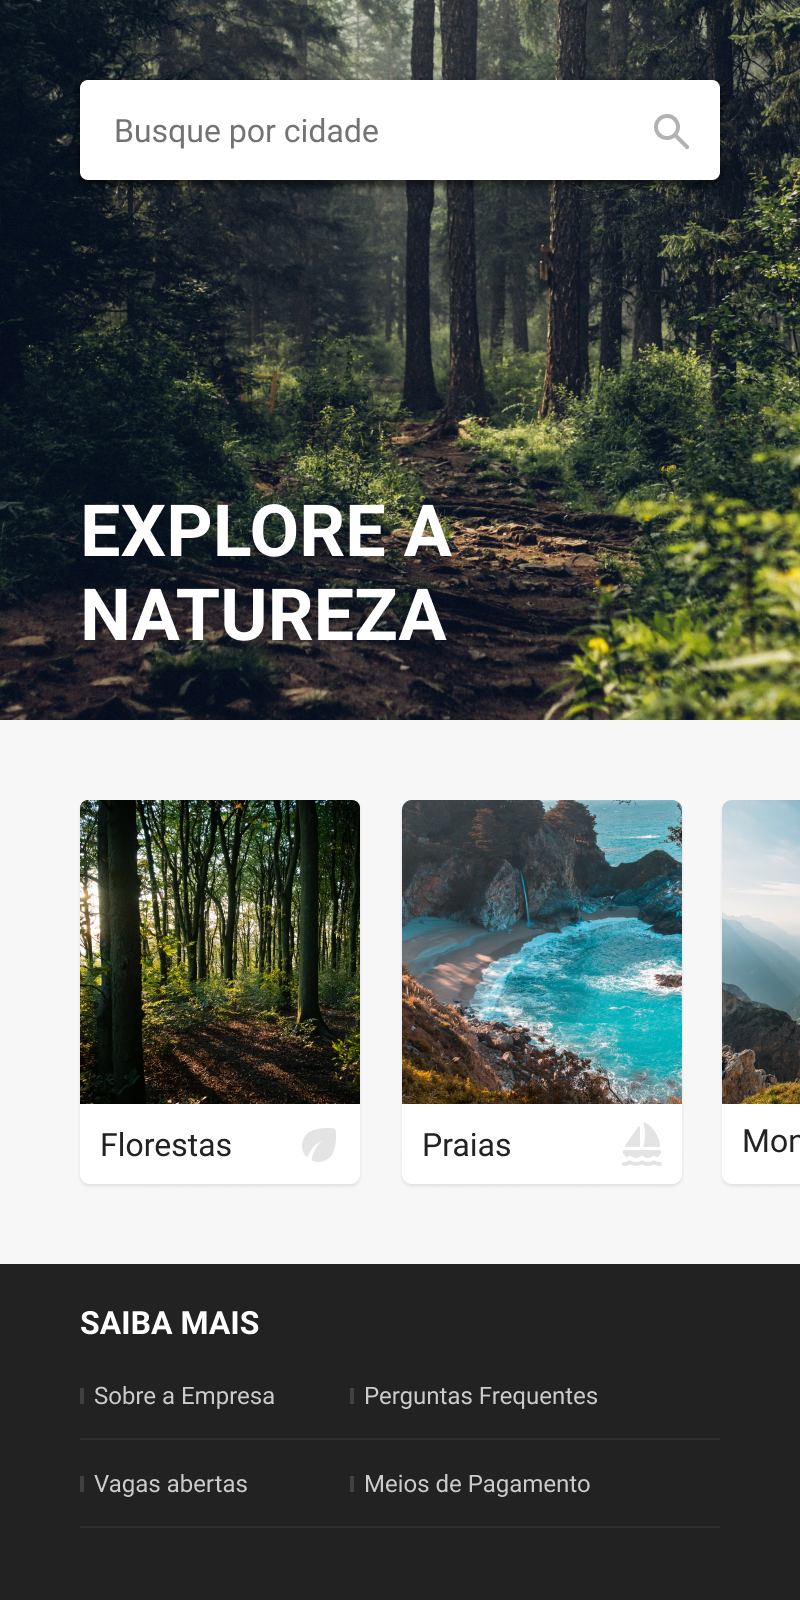 Busque por cidade
EXPLORE A
NATUREZA
Florestas
Praias
Mon
SAIBA MAIS
Sobre a Empresa
Perguntas Frequentes
Vagas abertas
Meios de Pagamento